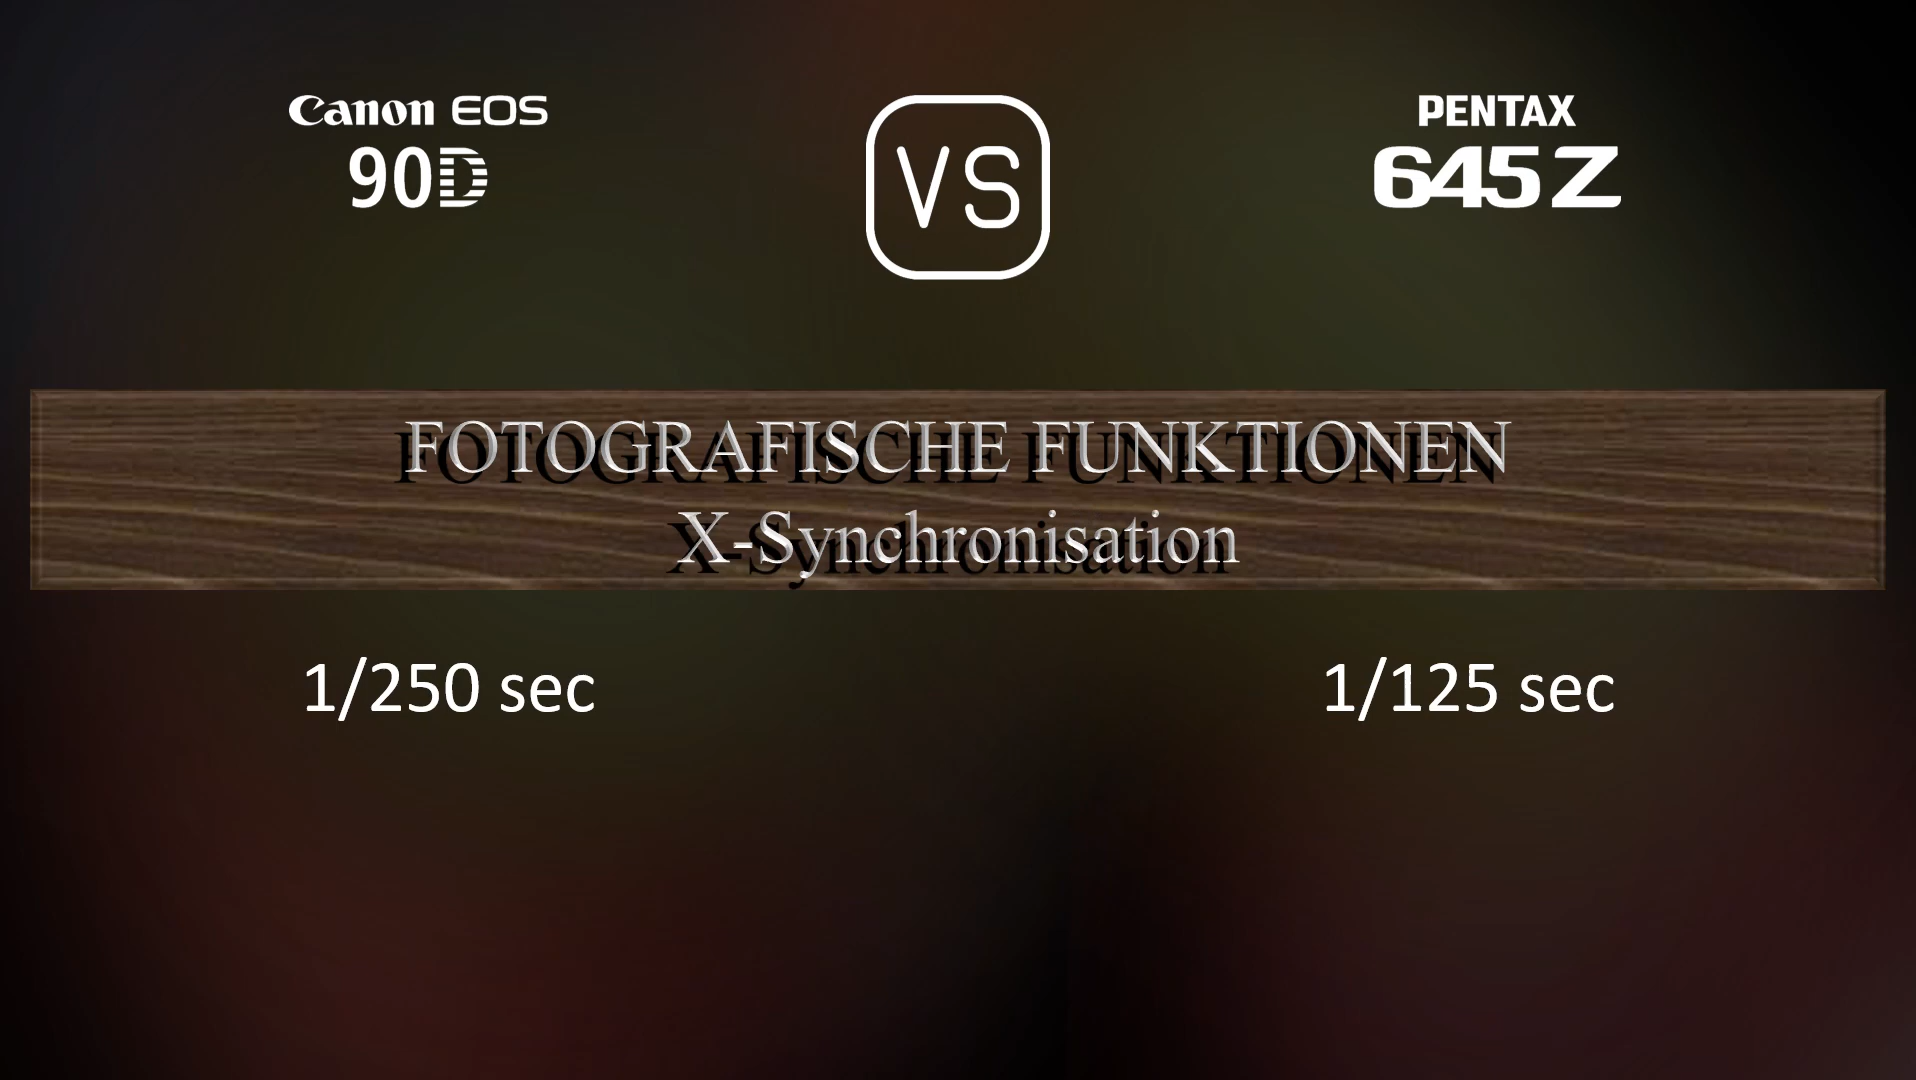 Canon EOS
90D
VS
PENTAX
645Z
FOTOGRAFISCHE FUNKTIONEN
X-Synchronisation
1/250 sec
1/125 sec